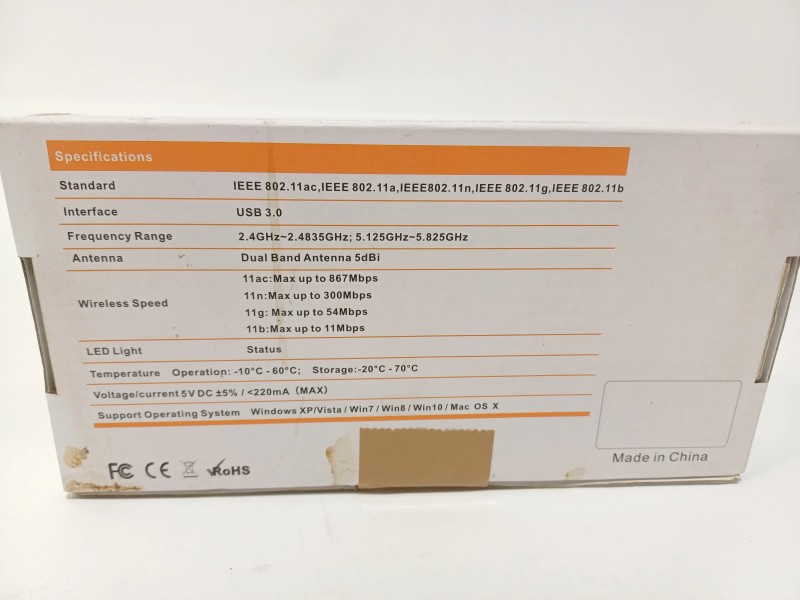 Specifications
Standard IEEE 802.11ac,IEEE 802.11a,IEEE802.11n,IEEE 802.11g,IEEE 802.11b
Interface USB 3.0
Frequency Range 2.4GHz~2.4835GHz; 5.125GHz~5.825GHz
Antenna Dual Band Antenna 5dBi
Wireless Speed
11ac:Max up to 867Mbps
11n:Max up to 300Mbps
11g: Max up to 54Mbps
11b:Max up to 11Mbps
LED Light Status
Temperature Operation: -10°C - 60°C; Storage:-20°C - 70°C
Voltage/current 5V DC ±5% / <220mA (MAX)
Support Operating System Windows XP/Vista / Win7 / Win8 / Win10 / Mac OS X
FC CE RoHS
Made in China